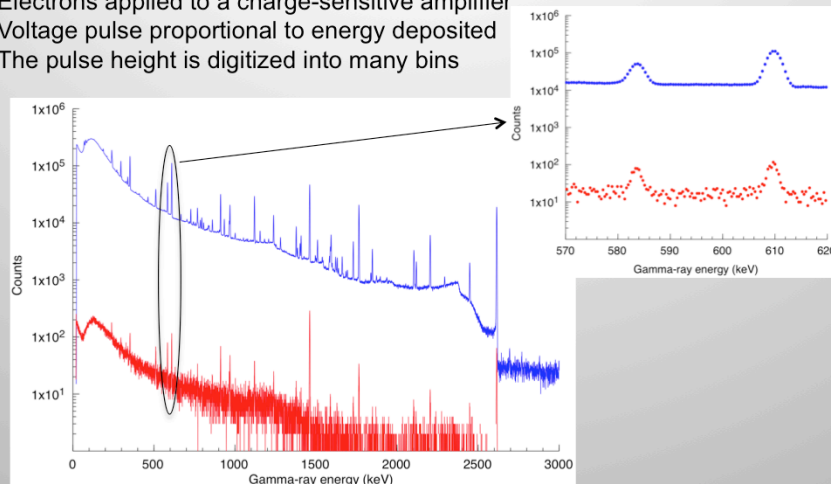 Electrons applied to a charge-sensitive amplifier
Voltage pulse proportional to energy deposited
The pulse height is digitized into many bins
1x10⁶
1x10⁵
1x10⁴
1x10³
1x10²
1x10¹
Counts
570 580 590 600 610 620
Gamma-ray energy (keV)
1x10⁶
1x10⁵
1x10⁴
1x10³
1x10²
1x10¹
Counts
0 500 1000 1500 2000 2500 3000
Gamma-ray energy (keV)